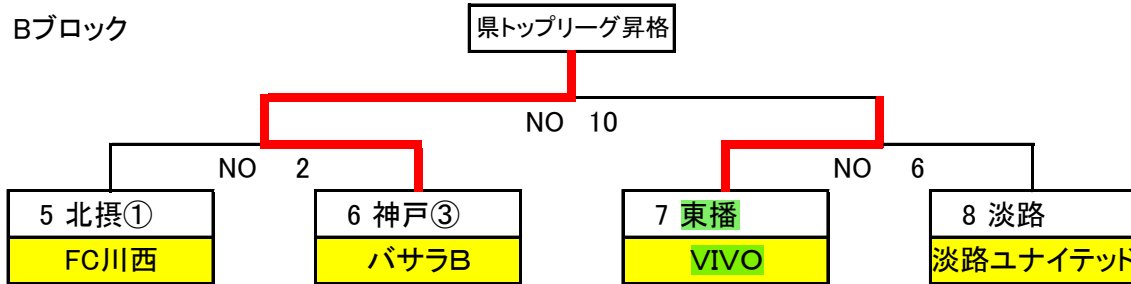 Bブロック
県トップリーグ昇格
NO 10
NO 2
NO 6
5 北摂①
6 神戸③
7 東播
8 淡路
FC川西
バサラB
VIVO
淡路ユナイテッド